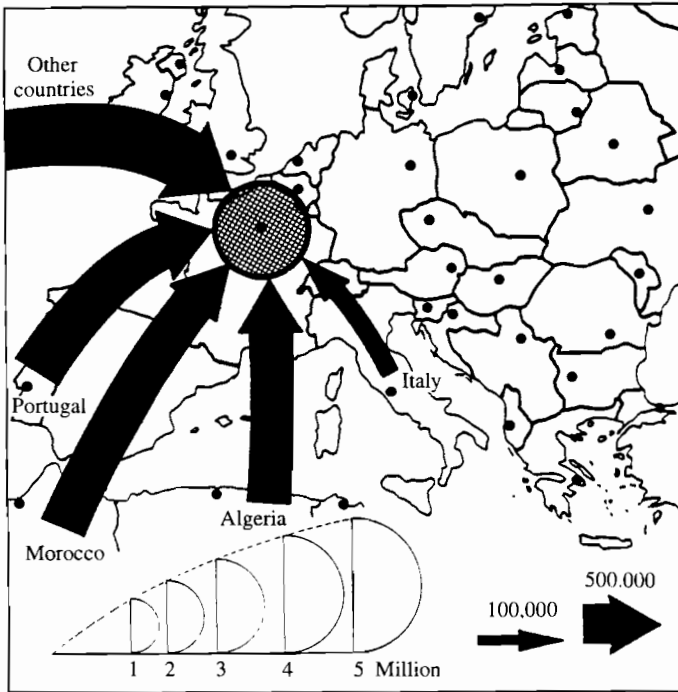 Other
countries
Portugal
Italy
Morocco
Algeria
100,000
500.000
1 2 3 4 5 Million